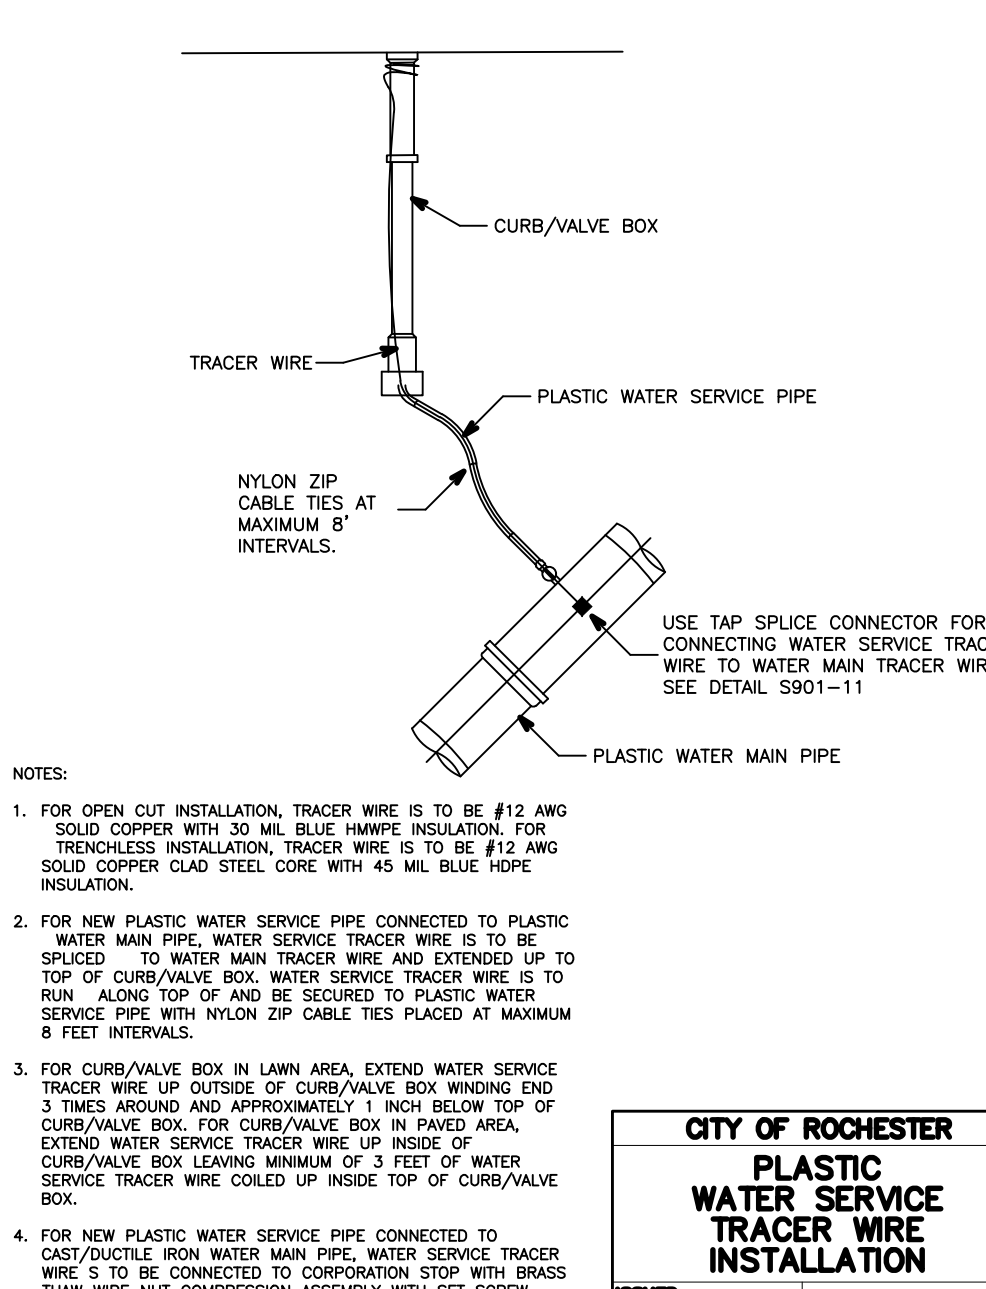 CURB/VALVE BOX
TRACER WIRE
PLASTIC WATER SERVICE PIPE
NYLON ZIP
CABLE TIES AT
MAXIMUM 8'
INTERVALS.
USE TAP SPLICE CONNECTOR FOR
CONNECTING WATER SERVICE
WIRE TO WATER MAIN TRACER
SEE DETAIL S901-11
PLASTIC WATER MAIN PIPE
NOTES:
1. FOR OPEN CUT INSTALLATION, TRACER WIRE IS TO BE #12 AWG
SOLID COPPER WITH 30 MIL BLUE HMWPE INSULATION. FOR
TRENCHLESS INSTALLATION, TRACER WIRE IS TO BE #12 AWG
SOLID COPPER CLAD STEEL CORE WITH 45 MIL BLUE HDPE
INSULATION.
2. FOR NEW PLASTIC WATER SERVICE PIPE CONNECTED TO PLASTIC
WATER MAIN PIPE, WATER SERVICE TRACER WIRE IS TO BE
SPLICED TO WATER MAIN TRACER WIRE AND EXTENDED UP TO
TOP OF CURB/VALVE BOX. WATER SERVICE TRACER WIRE IS TO
RUN ALONG TOP OF AND BE SECURED TO PLASTIC WATER
SERVICE PIPE WITH NYLON ZIP CABLE TIES PLACED AT MAXIMUM
8 FEET INTERVALS.
3. FOR CURB/VALVE BOX IN LAWN AREA, EXTEND WATER SERVICE
TRACER WIRE UP OUTSIDE OF CURB/VALVE BOX WINDING END
3 TIMES AROUND AND APPROXIMATELY 1 INCH BELOW TOP OF
CURB/VALVE BOX. FOR CURB/VALVE BOX IN PAVED AREA,
EXTEND WATER SERVICE TRACER WIRE UP INSIDE OF
CURB/VALVE BOX LEAVING MINIMUM OF 3 FEET OF WATER
SERVICE TRACER WIRE COILED UP INSIDE TOP OF CURB/VALVE
BOX.
4. FOR NEW PLASTIC WATER SERVICE PIPE CONNECTED TO
CAST/DUCTILE IRON WATER MAIN PIPE, WATER SERVICE TRACER
WIRE S TO BE CONNECTED TO CORPORATION STOP WITH BRASS
CITY OF ROCHESTER
PLASTIC
WATER SERVICE
TRACER WIRE
INSTALLATION